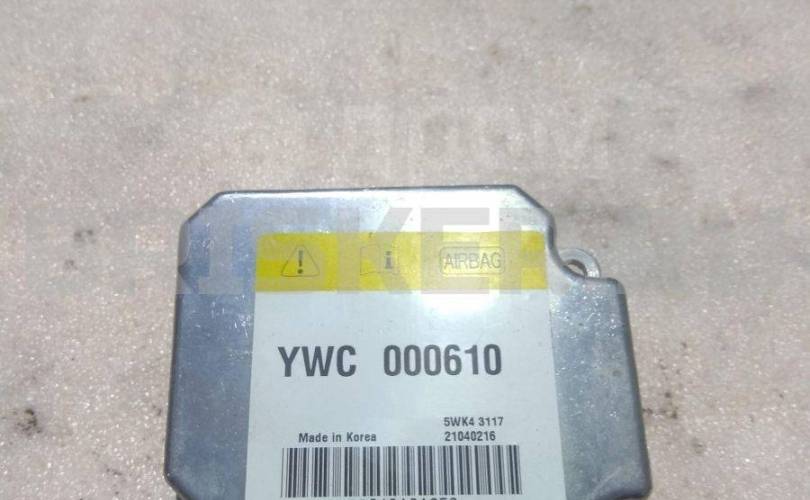 AIRBAG
YWC 000610
5WK4 3117
Made in Korea 21040216